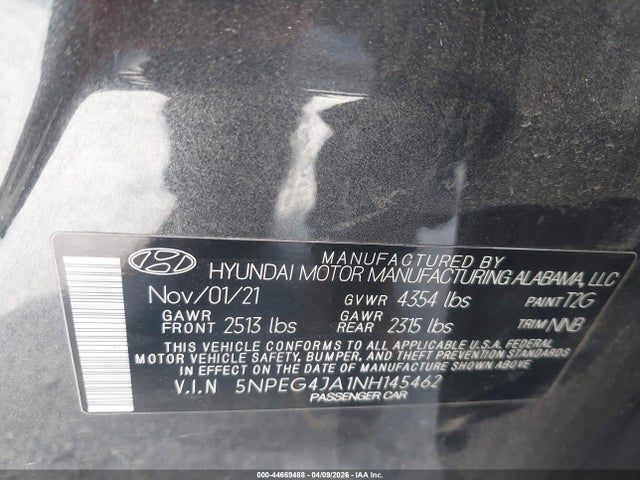 MANUFACTURED BY
HYUNDAI MOTOR MANUFACTURING ALABAMA, LLC
Nov/01/21 GVWR 4354 lbs PAINT T2G
GAWR FRONT 2513 lbs GAWR REAR 2315 lbs TRIM NNB
THIS VEHICLE CONFORMS TO ALL APPLICABLE U.S.A. FEDERAL
MOTOR VEHICLE SAFETY, BUMPER, AND THEFT PREVENTION STANDARDS
IN EFFECT ON THE DATE OF MANUFACTURE SHOWN ABOVE.
V.I.N 5NPEG4JA1NH145462
PASSENGER CAR
000-44669488 - 04/09/2026 - IAA Inc.